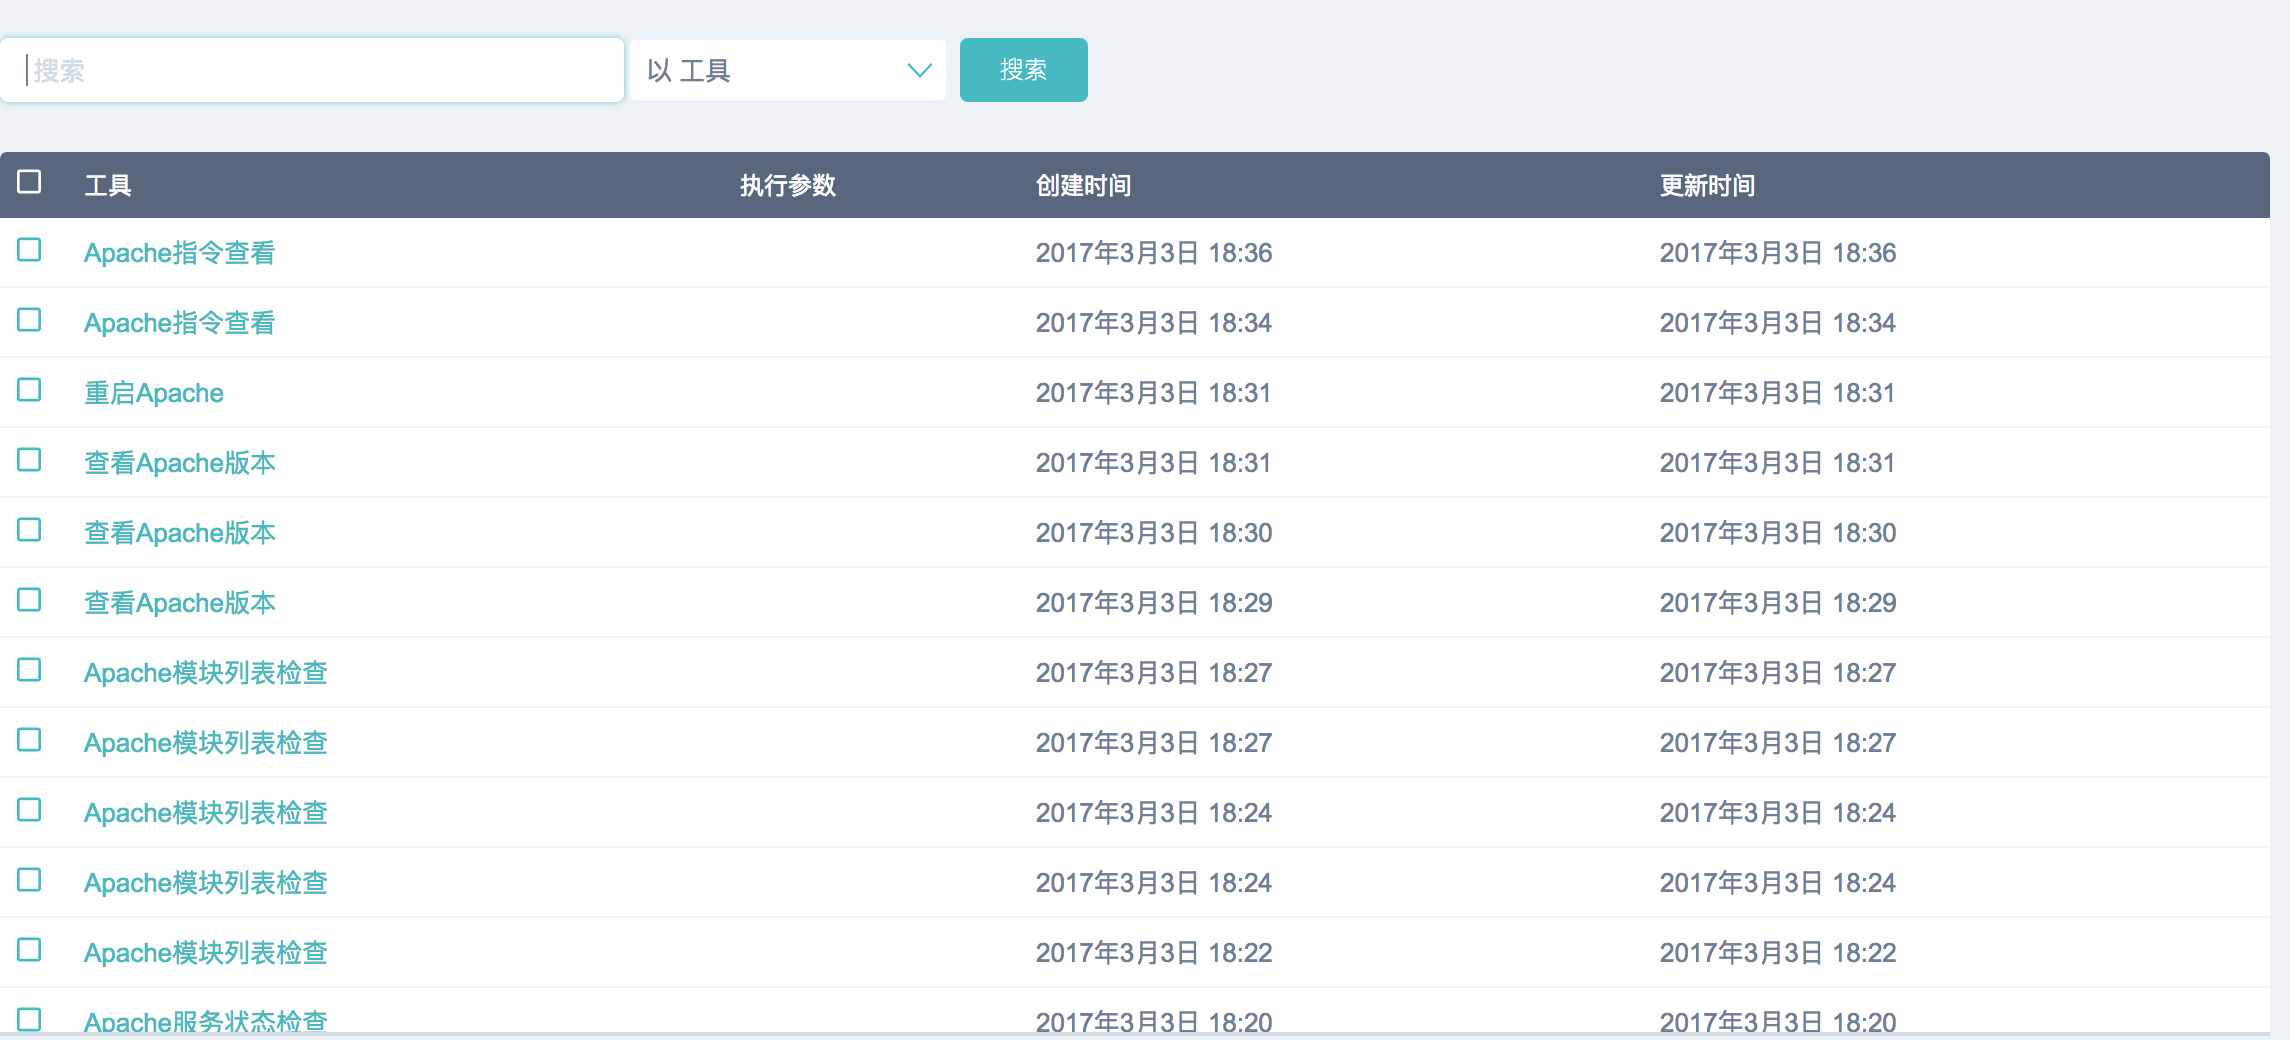 搜索 以 工具 搜索
工具 执行参数 创建时间 更新时间
Apache指令查看 2017年3月3日 18:36 2017年3月3日 18:36
Apache指令查看 2017年3月3日 18:34 2017年3月3日 18:34
重启Apache 2017年3月3日 18:31 2017年3月3日 18:31
查看Apache版本 2017年3月3日 18:31 2017年3月3日 18:31
查看Apache版本 2017年3月3日 18:30 2017年3月3日 18:30
查看Apache版本 2017年3月3日 18:29 2017年3月3日 18:29
Apache模块列表检查 2017年3月3日 18:27 2017年3月3日 18:27
Apache模块列表检查 2017年3月3日 18:27 2017年3月3日 18:27
Apache模块列表检查 2017年3月3日 18:24 2017年3月3日 18:24
Apache模块列表检查 2017年3月3日 18:24 2017年3月3日 18:24
Apache模块列表检查 2017年3月3日 18:22 2017年3月3日 18:22
Apache服务状态检查 2017年3月3日 18:20 2017年3月3日 18:20